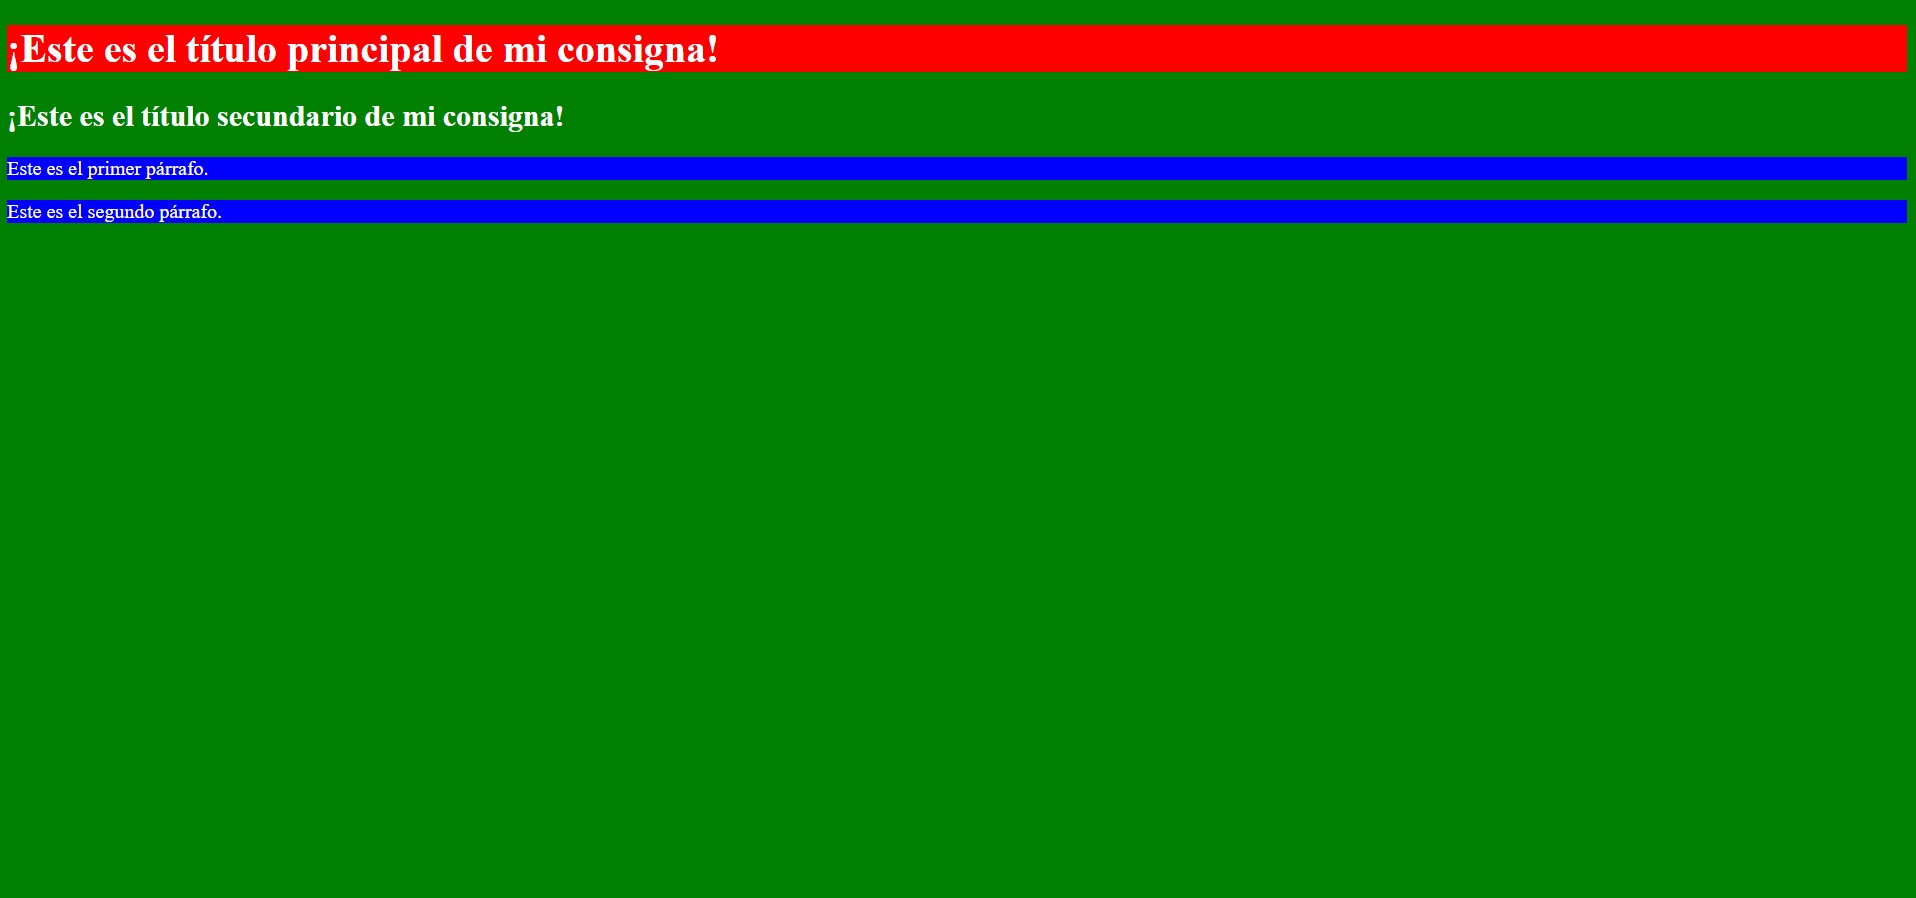 ¡Este es el título principal de mi consigna!
¡Este es el título secundario de mi consigna!
Este es el primer párrafo.
Este es el segundo párrafo.